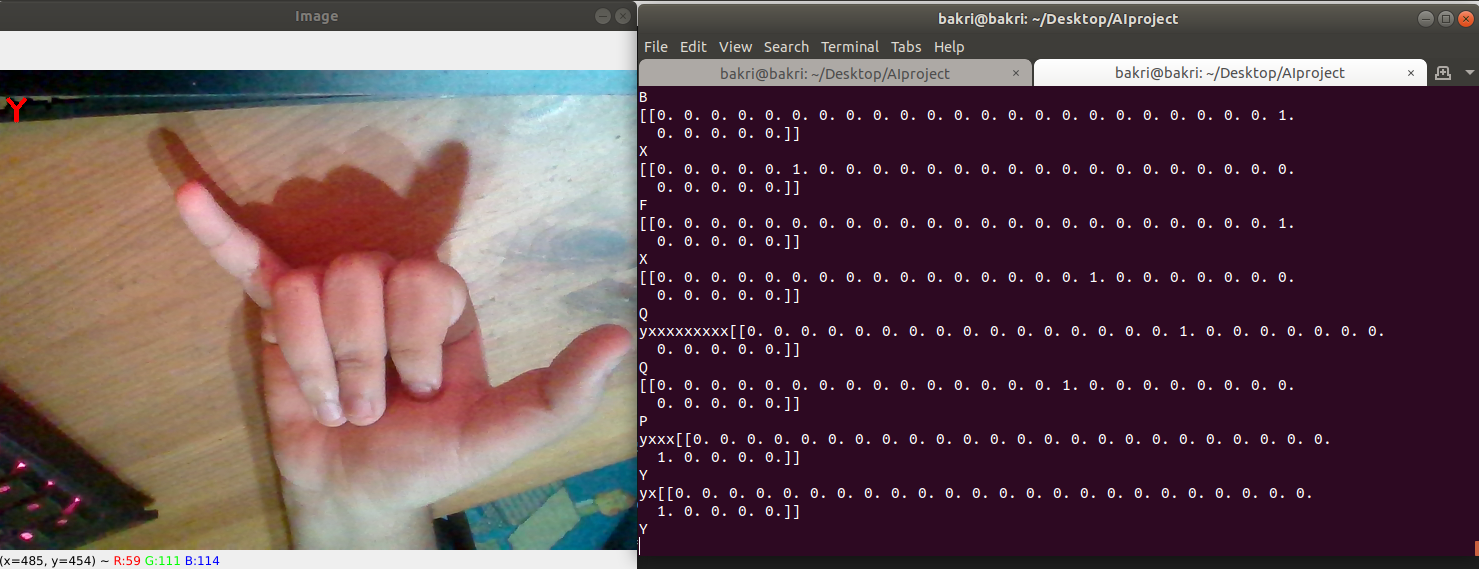 Image
Y
(x=485, y=454) ~ R:59 G:111 B:114
bakri@bakri: ~/Desktop/AIproject
File Edit View Search Terminal Tabs Help
bakri@bakri: ~/Desktop/AIproject × bakri@bakri: ~/Desktop/AIproject ×
B
[[0. 0. 0. 0. 0. 0. 0. 0. 0. 0. 0. 0. 0. 0. 0. 0. 0. 0. 0. 0. 0. 0. 0. 1.
0. 0. 0. 0. 0.]]
X
[[0. 0. 0. 0. 0. 1. 0. 0. 0. 0. 0. 0. 0. 0. 0. 0. 0. 0. 0. 0. 0. 0. 0. 0.
0. 0. 0. 0. 0.]]
F
[[0. 0. 0. 0. 0. 0. 0. 0. 0. 0. 0. 0. 0. 0. 0. 0. 0. 0. 0. 0. 0. 0. 0. 1.
0. 0. 0. 0. 0.]]
X
[[0. 0. 0. 0. 0. 0. 0. 0. 0. 0. 0. 0. 0. 0. 0. 0. 1. 0. 0. 0. 0. 0. 0. 0.
0. 0. 0. 0. 0.]]
Q
yxxxxxxxxx[[0. 0. 0. 0. 0. 0. 0. 0. 0. 0. 0. 0. 0. 0. 0. 0. 1. 0. 0. 0. 0. 0. 0. 0.
0. 0. 0. 0. 0.]]
Q
[[0. 0. 0. 0. 0. 0. 0. 0. 0. 0. 0. 0. 0. 0. 0. 1. 0. 0. 0. 0. 0. 0. 0. 0.
0. 0. 0. 0. 0.]]
P
yxxx[[0. 0. 0. 0. 0. 0. 0. 0. 0. 0. 0. 0. 0. 0. 0. 0. 0. 0. 0. 0. 0. 0. 0. 0.
1. 0. 0. 0. 0.]]
Y
yx[[0. 0. 0. 0. 0. 0. 0. 0. 0. 0. 0. 0. 0. 0. 0. 0. 0. 0. 0. 0. 0. 0. 0. 0.
1. 0. 0. 0. 0.]]
Y